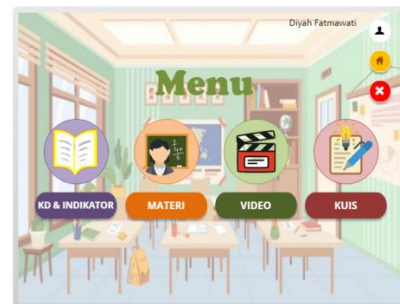 Diyah Fatmawati
Menu
KD & INDIKATOR
MATERI
VIDEO
KUIS